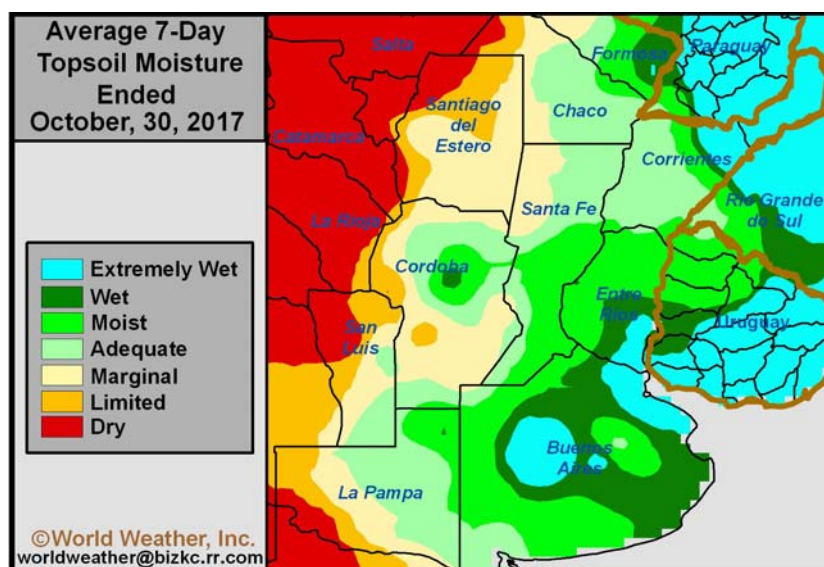 Average 7-Day
Topsoil Moisture
Ended
October, 30, 2017
Extremely Wet
Wet
Moist
Adequate
Marginal
Limited
Dry
©World Weather, Inc.
worldweather@bizkc.rr.com
Salta
Formosa
Paraguay
Santiago
del
Estero
Chaco
Catamarca
Corrientes
La Rioja
Santa Fe
Rio Grande
do Sul
Cordoba
Entre
Rios
Uruguay
San
Luis
Buenos
Aires
La Pampa